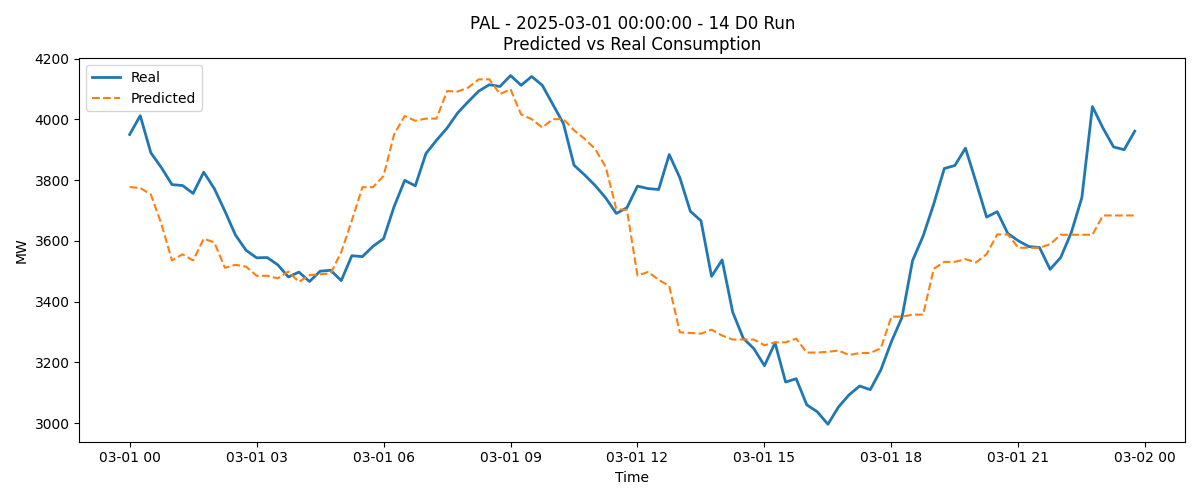 PAL - 2025-03-01 00:00:00 - 14 D0 Run
Predicted vs Real Consumption
Real
Predicted
4200
4000
3800
3600
3400
3200
3000
MW
03-01 00 03-01 03 03-01 06 03-01 09 03-01 12 03-01 15 03-01 18 03-01 21 03-02 00
Time